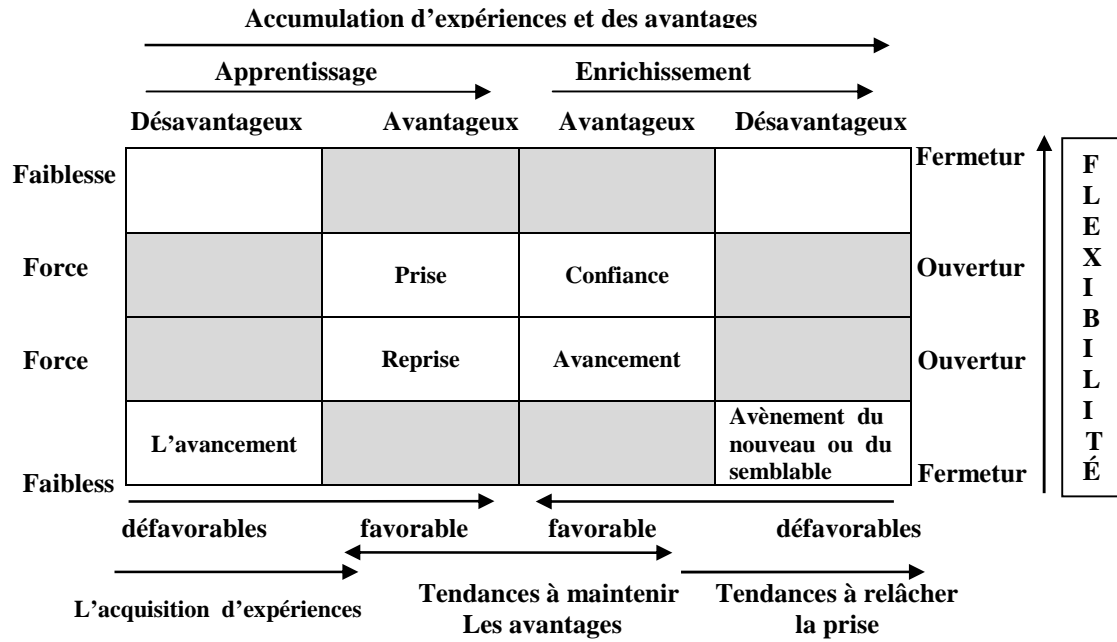 Accumulation d’expériences et des avantages
Apprentissage Enrichissement
Désavantageux Avantageux Avantageux Désavantageux
Faiblesse Fermetur
Force Prise Confiance Ouvertur
Force Reprise Avancement Ouvertur
L’avancement
Avènement du
nouveau ou du
semblable
Faibless Fermetur
F
L
E
X
I
B
I
L
I
T
É
défavorables favorable favorable défavorables
L’acquisition d’expériences
Tendances à maintenir
Les avantages
Tendances à relâcher
la prise